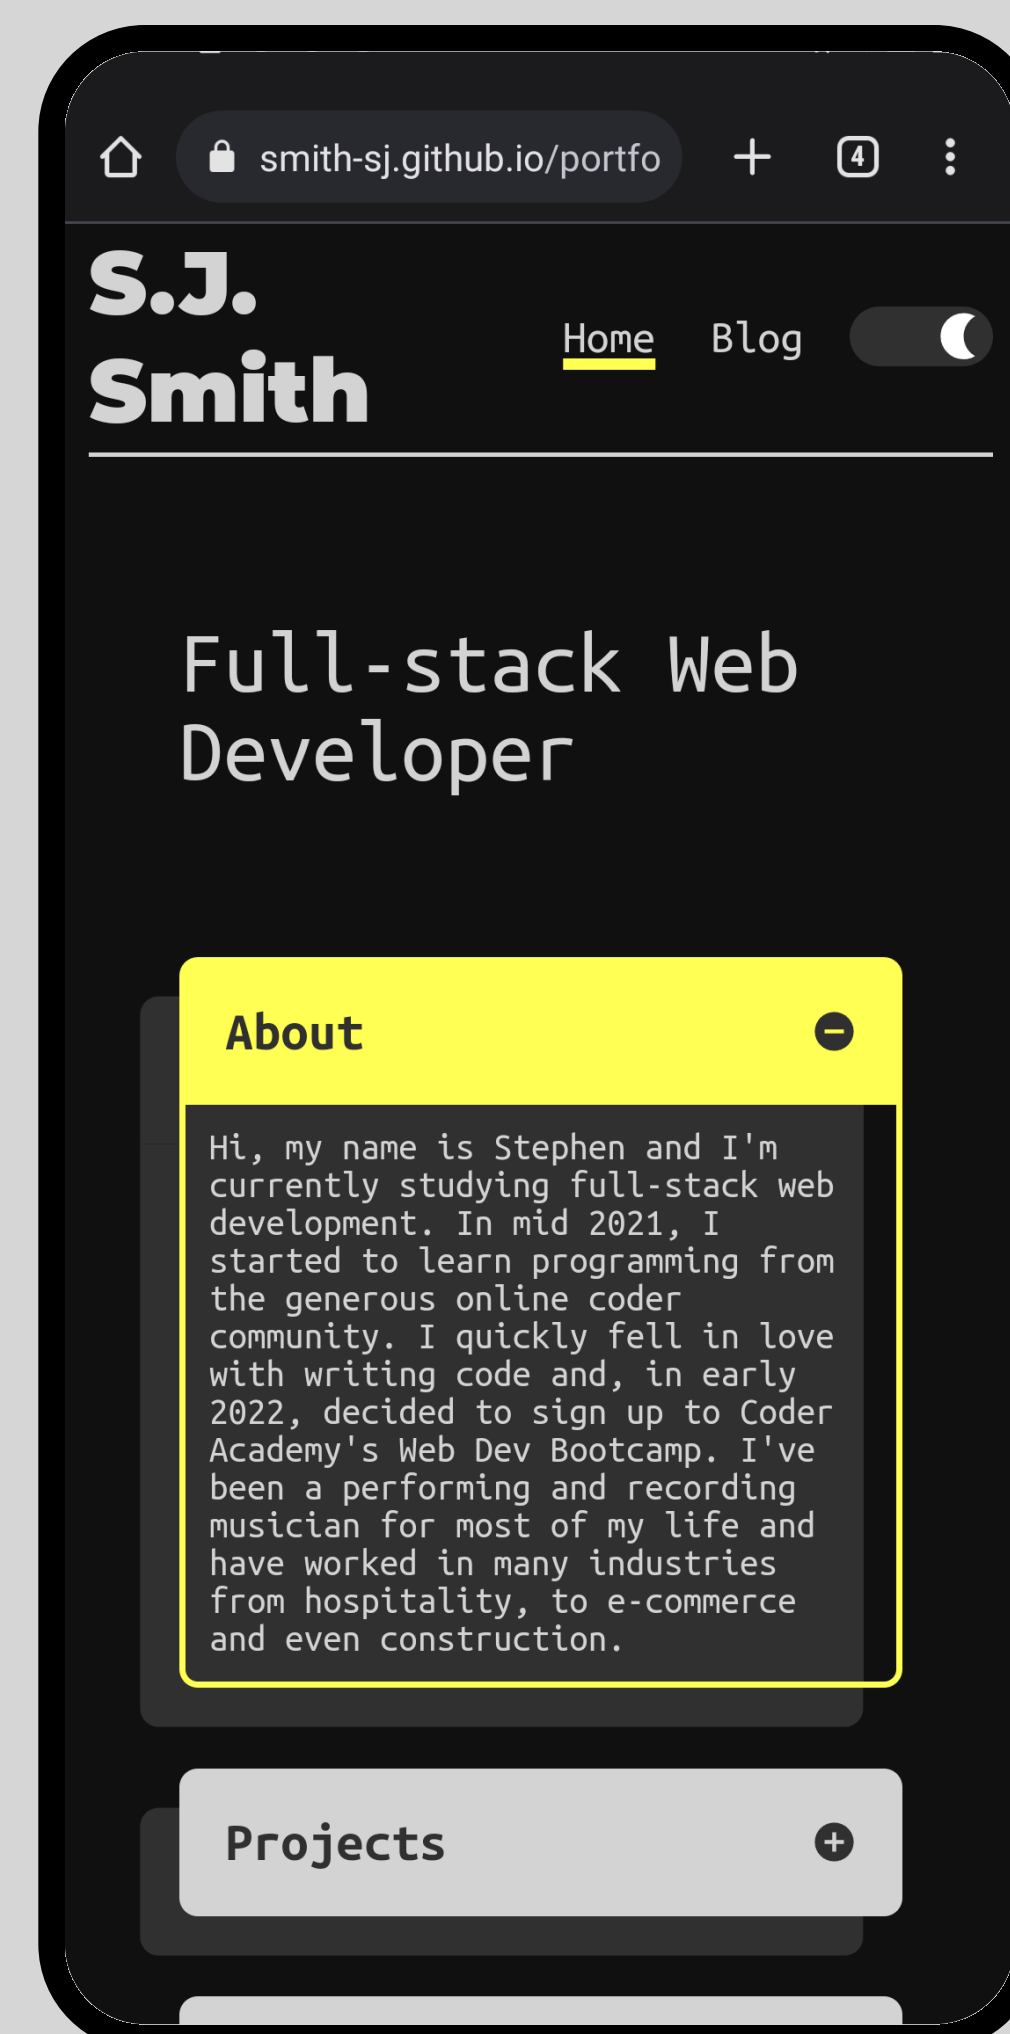 smith-sj.github.io/portfo
4
S.J.
Smith
Home Blog
Full-stack Web
Developer
About
Hi, my name is Stephen and I'm
currently studying full-stack web
development. In mid 2021, I
started to learn programming from
the generous online coder
community. I quickly fell in love
with writing code and, in early
2022, decided to sign up to Coder
Academy's Web Dev Bootcamp. I've
been a performing and recording
musician for most of my life and
have worked in many industries
from hospitality, to e-commerce
and even construction.
Projects